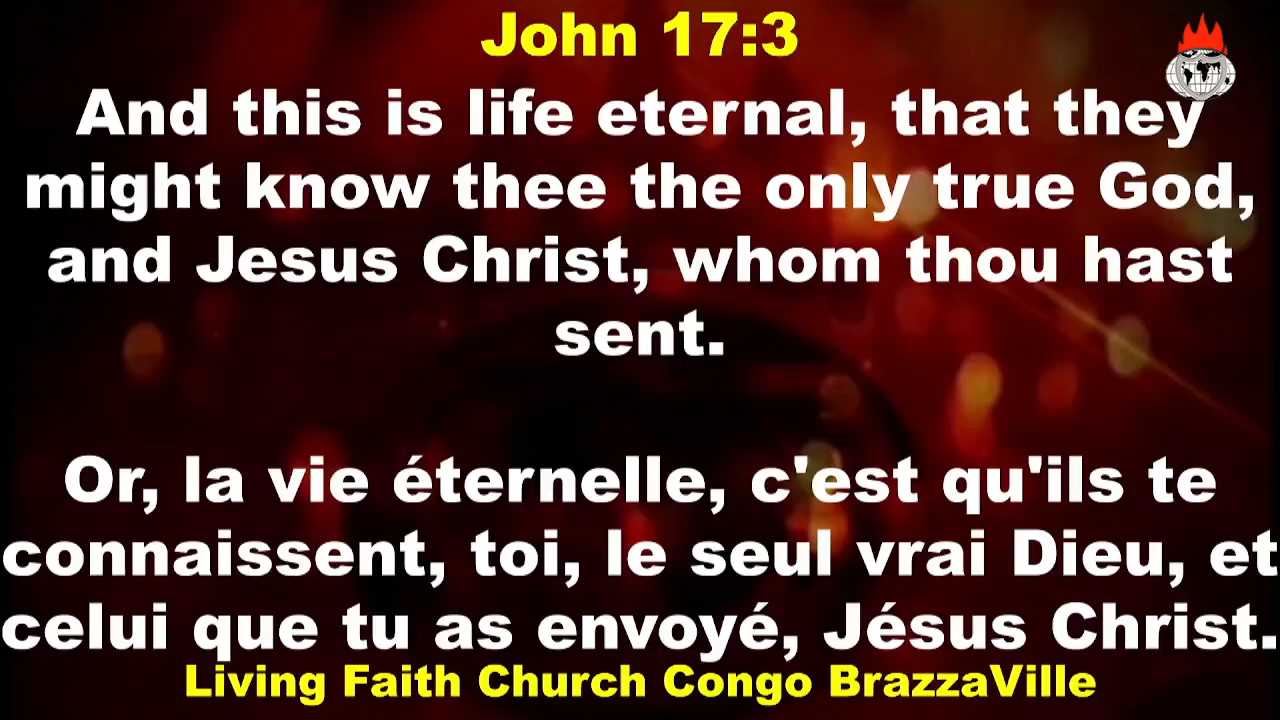 John 17:3
And this is life eternal, that they
might know thee the only true God,
and Jesus Christ, whom thou hast
sent.
Or, la vie éternelle, c'est qu'ils te
connaissent, toi, le seul vrai Dieu, et
celui que tu as envoyé, Jésus Christ.
Living Faith Church Congo BrazzaVille